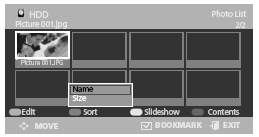 HDD Photo List
Picture 001.jpg 2/2
Picture 001.JPG
Name
Size
Edit Sort Slideshow Contents
MOVE BOOKMARK EXIT